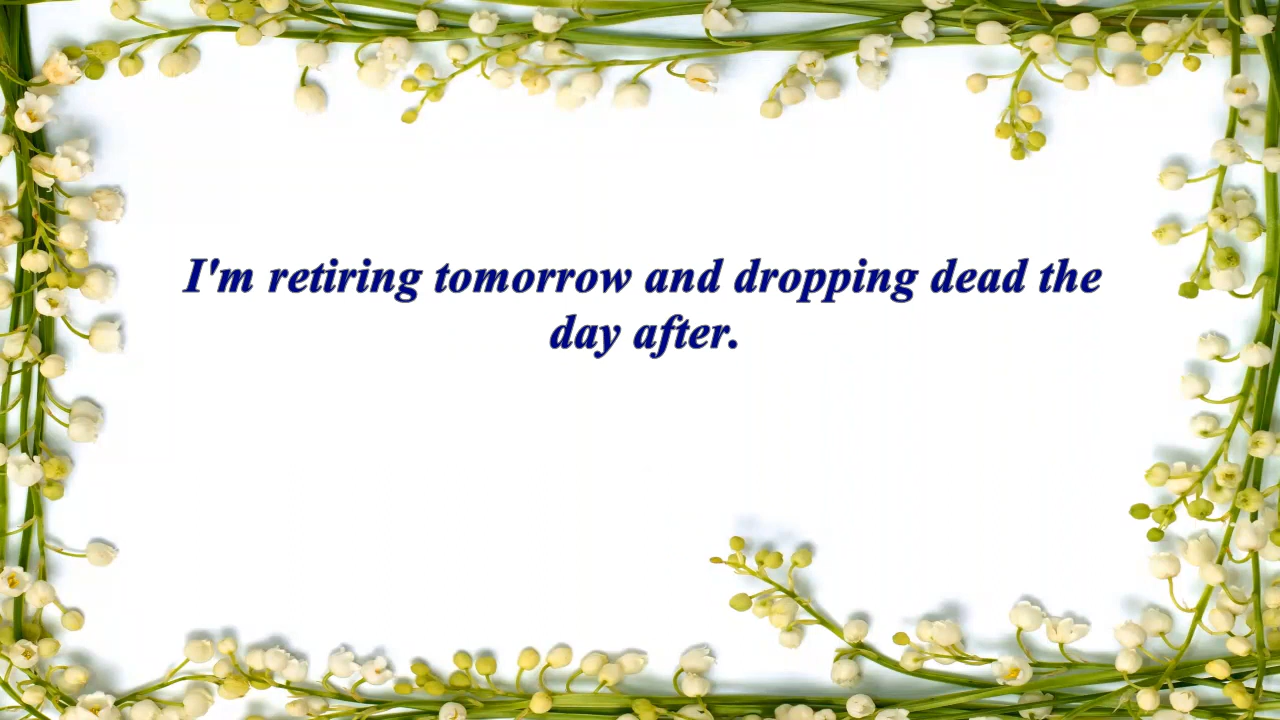 I'm retiring tomorrow and dropping dead the
day after.